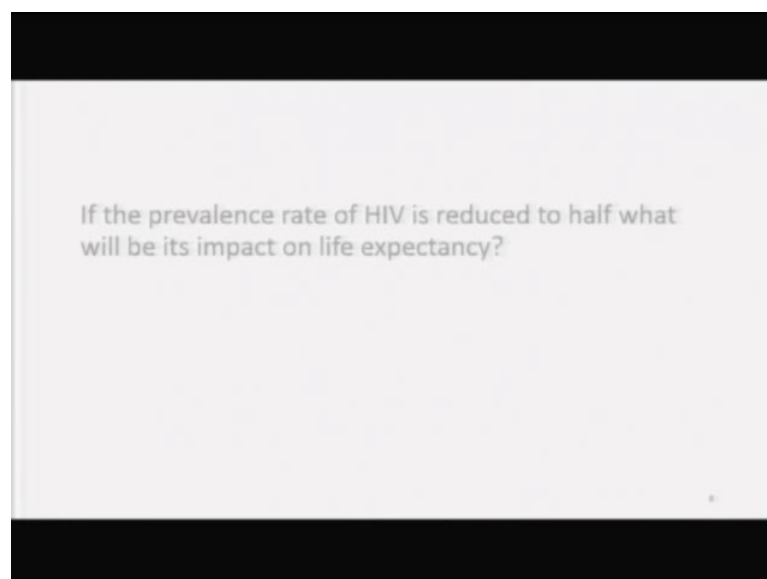 If the prevalence rate of HIV is reduced to half what
will be its impact on life expectancy?